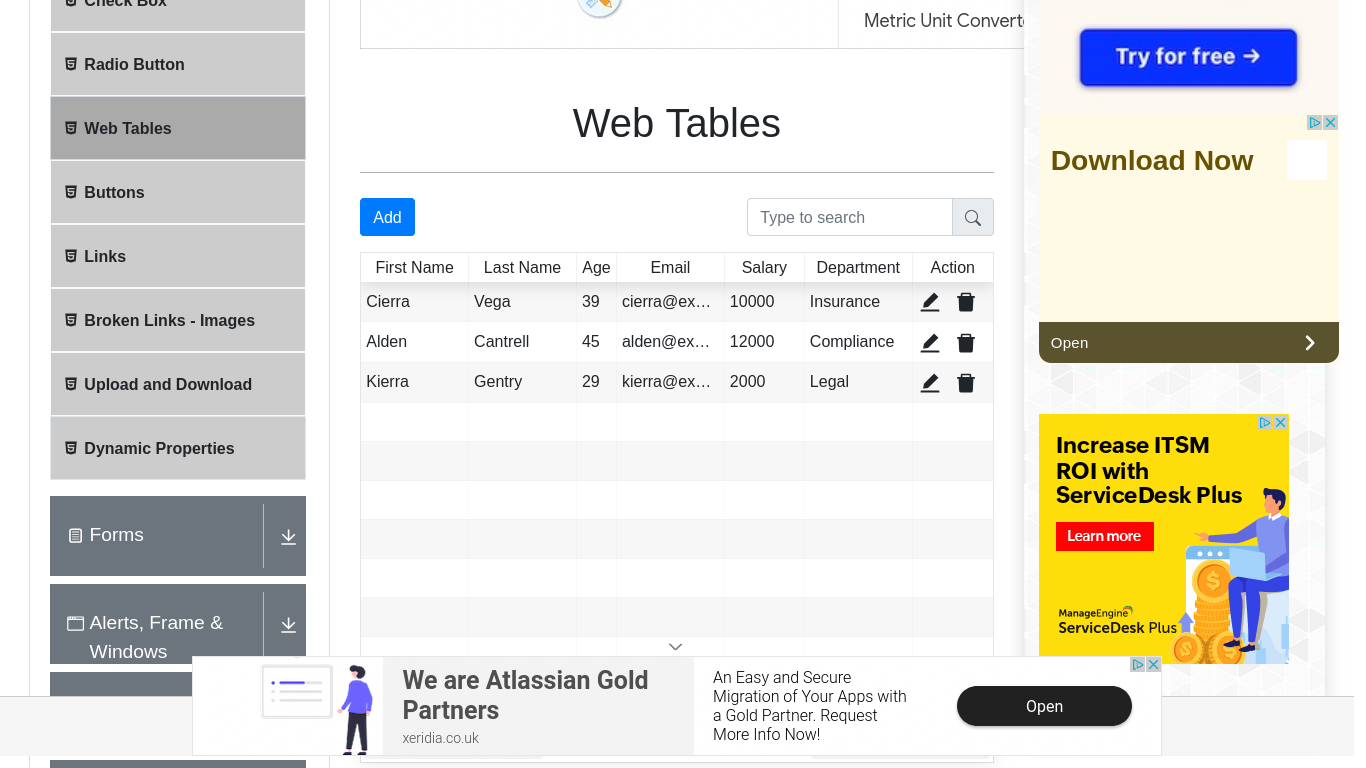 Check Box
Radio Button
Web Tables
Buttons
Links
Broken Links - Images
Upload and Download
Dynamic Properties
Forms
Alerts, Frame &
Windows
Metric Unit Converte
Web Tables
Add
Type to search
First Name Last Name Age Email Salary Department Action
Cierra Vega 39 cierra@ex… 10000 Insurance
Alden Cantrell 45 alden@ex… 12000 Compliance
Kierra Gentry 29 kierra@ex… 2000 Legal
Try for free →
Download Now
Open
Increase ITSM
ROI with
ServiceDesk Plus
Learn more
ManageEngine
ServiceDesk Plus
We are Atlassian Gold
Partners
xeridia.co.uk
An Easy and Secure
Migration of Your Apps with
a Gold Partner. Request
More Info Now!
Open